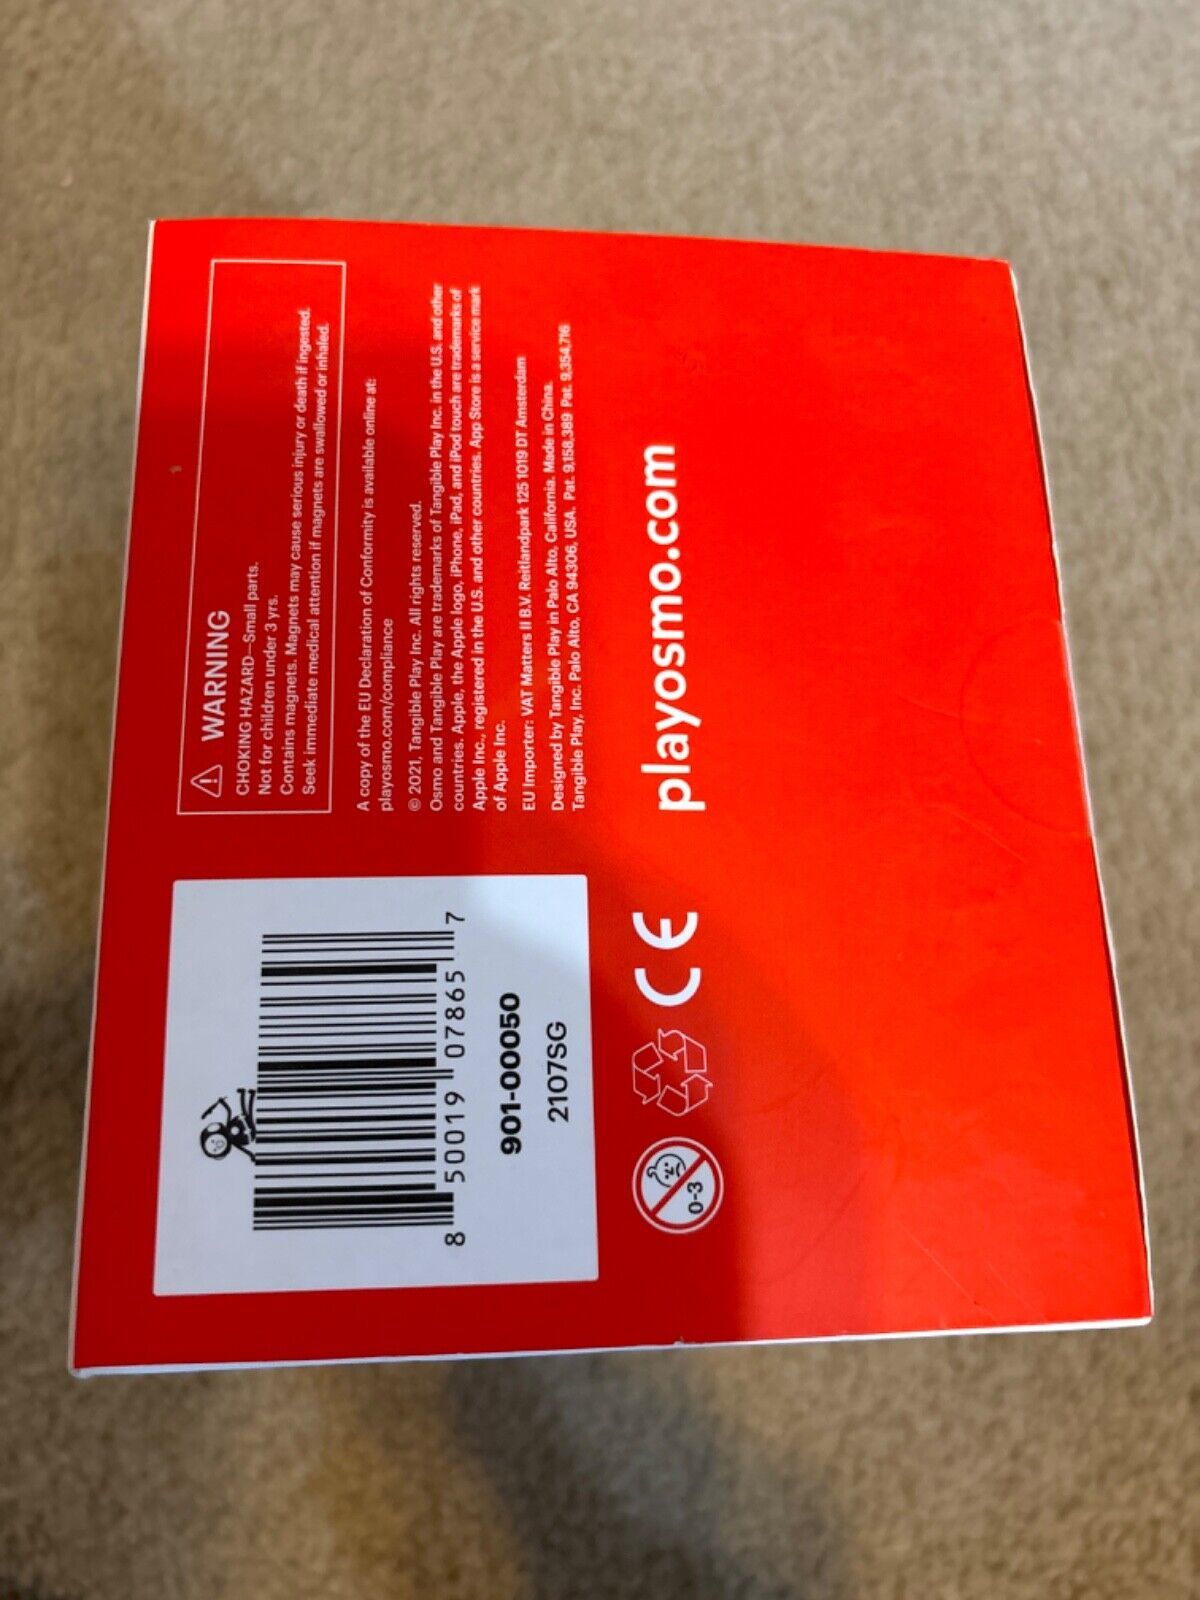 WARNING
CHOKING HAZARD—Small parts.
Not for children under 3 yrs.
Contains magnets. Magnets may cause serious injury or death if ingested.
Seek immediate medical attention if magnets are swallowed or inhaled.
A copy of the EU Declaration of Conformity is available online at:
playosmo.com/compliance
© 2021, Tangible Play Inc. All rights reserved.
Osmo and Tangible Play are trademarks of Tangible Play Inc. in the U.S. and other
countries. Apple, the Apple logo, iPhone, iPad, and iPod touch are trademarks of
Apple Inc., registered in the U.S. and other countries. App Store is a service mark
of Apple Inc.
EU Importer: VAT Matters II B.V. Reitlandpark 125 1019 DT Amsterdam
Designed by Tangible Play in Palo Alto, California. Made in China.
Tangible Play, Inc. Palo Alto, CA 94306, USA. Pat. 9,158,389 Pat. 9,354,716
playosmo.com
8 50019 07865 7
901-00050
2107SG
0-3
CE